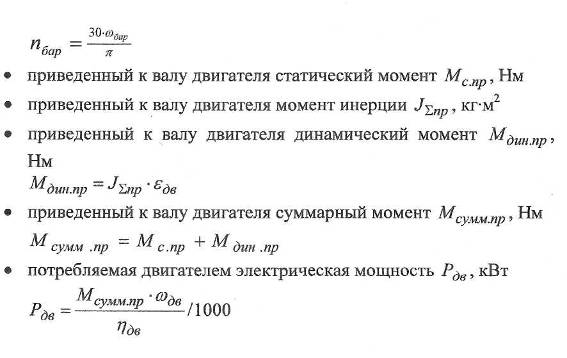 n_бар = 30·ω_бар / π
• приведенный к валу двигателя статический момент M_с.пр, Нм
• приведенный к валу двигателя момент инерции J_Σпр, кг·м²
• приведенный к валу двигателя динамический момент M_дин.пр,
Нм
M_дин.пр = J_Σпр · ε_дв
• приведенный к валу двигателя суммарный момент M_сумм.пр, Нм
M_сумм.пр = M_с.пр + M_дин.пр
• потребляемая двигателем электрическая мощность P_дв, кВт
P_дв = M_сумм.пр · ω_дв / η_дв /1000